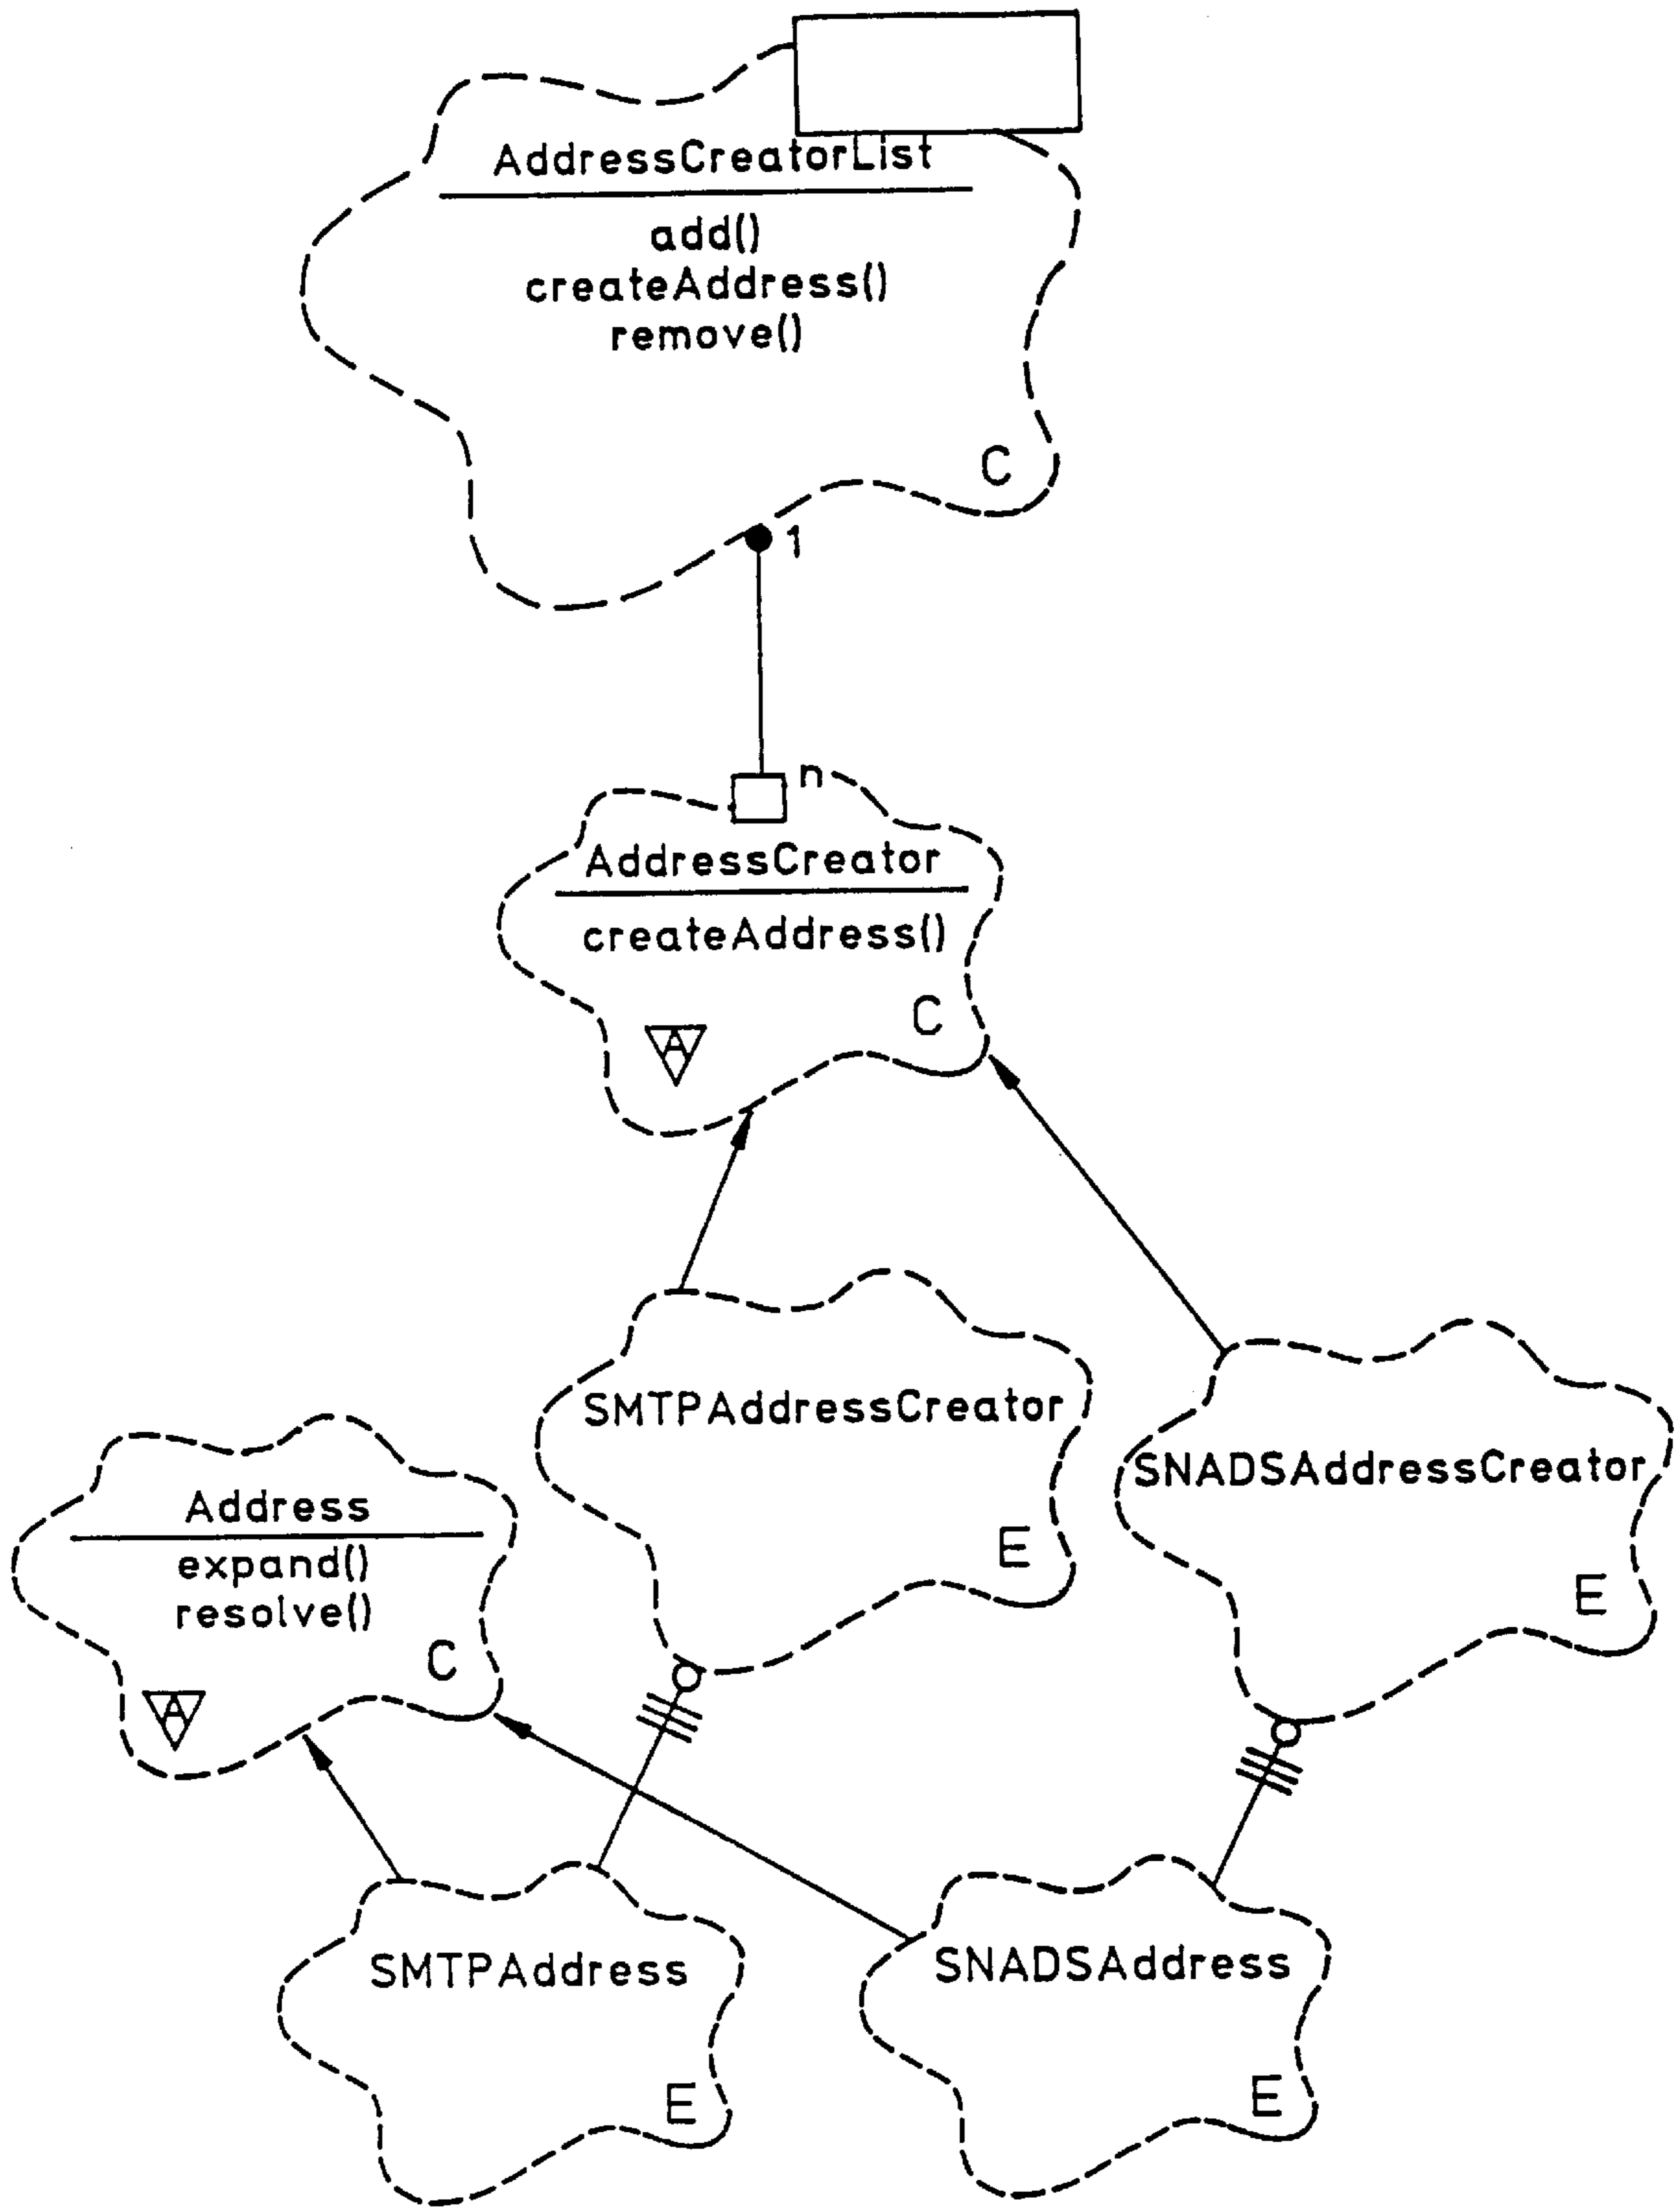 AddressCreatorList
add()
createAddress()
remove()
C
1
n
AddressCreator
createAddress()
C
A
SMTPAddressCreator
E
SNADSAddressCreator
E
Address
expand()
resolve()
C
A
SMTPAddress
E
SNADSAddress
E